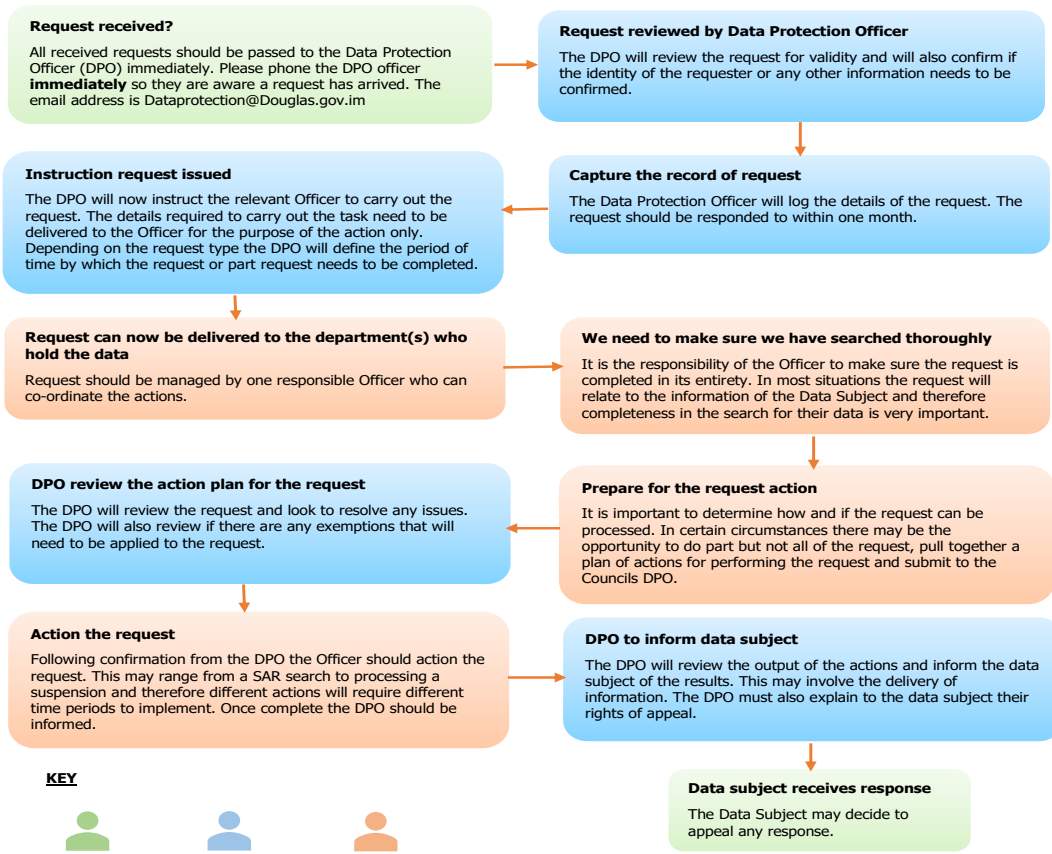 Request received?
All received requests should be passed to the Data Protection
Officer (DPO) immediately. Please phone the DPO officer
immediately so they are aware a request has arrived. The
email address is Dataprotection@Douglas.gov.im
Request reviewed by Data Protection Officer
The DPO will review the request for validity and will also confirm if
the identity of the requester or any other information needs to be
confirmed.
Capture the record of request
The Data Protection Officer will log the details of the request. The
request should be responded to within one month.
Instruction request issued
The DPO will now instruct the relevant Officer to carry out the
request. The details required to carry out the task need to be
delivered to the Officer for the purpose of the action only.
Depending on the request type the DPO will define the period of
time by which the request or part request needs to be completed.
Request can now be delivered to the department(s) who
hold the data
Request should be managed by one responsible Officer who can
co-ordinate the actions.
We need to make sure we have searched thoroughly
It is the responsibility of the Officer to make sure the request is
completed in its entirety. In most situations the request will
relate to the information of the Data Subject and therefore
completeness in the search for their data is very important.
Prepare for the request action
It is important to determine how and if the request can be
processed. In certain circumstances there may be the
opportunity to do part but not all of the request, pull together a
plan of actions for performing the request and submit to the
Councils DPO.
DPO review the action plan for the request
The DPO will review the request and look to resolve any issues.
The DPO will also review if there are any exemptions that will
need to be applied to the request.
Action the request
Following confirmation from the DPO the Officer should action the
request. This may range from a SAR search to processing a
suspension and therefore different actions will require different
time periods to implement. Once complete the DPO should be
informed.
DPO to inform data subject
The DPO will review the output of the actions and inform the data
subject of the results. This may involve the delivery of
information. The DPO must also explain to the data subject their
rights of appeal.
Data subject receives response
The Data Subject may decide to
appeal any response.
KEY